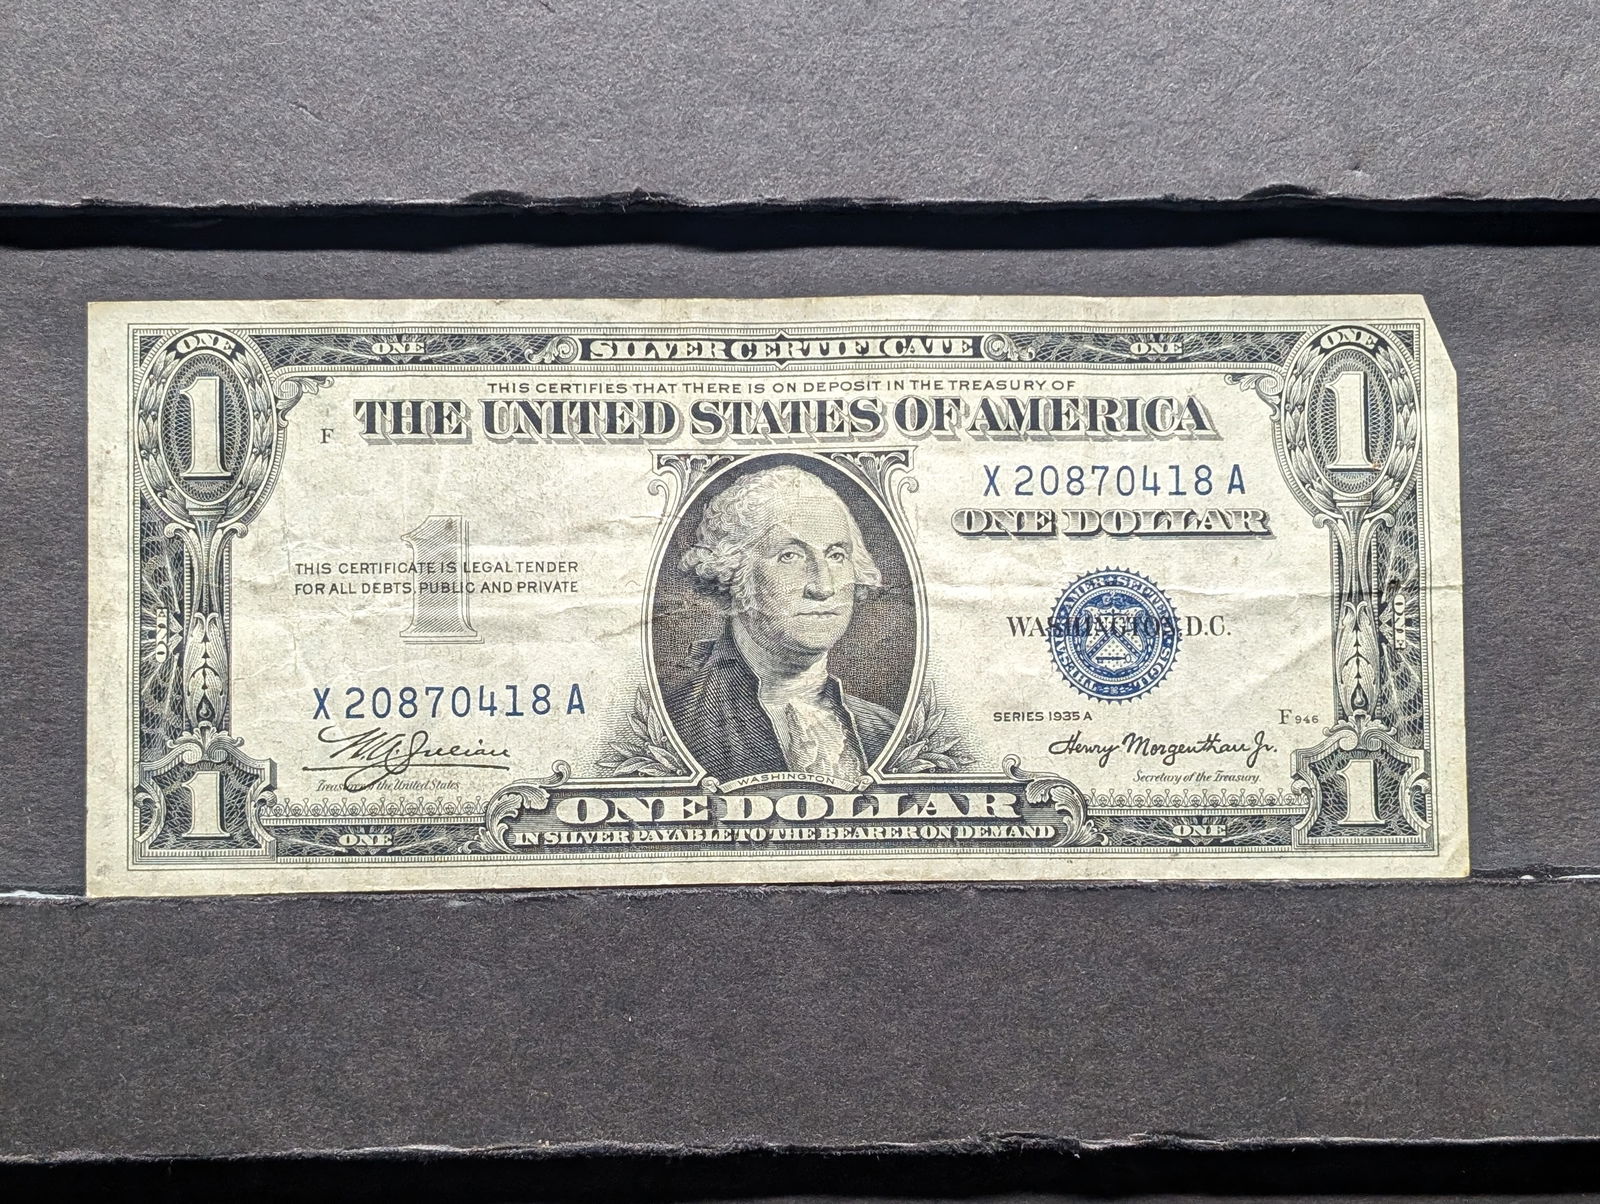 ONE
ONE
SILVER CERTIFICATE
ONE
ONE
1
1
THIS CERTIFIES THAT THERE IS ON DEPOSIT IN THE TREASURY OF
F
THE UNITED STATES OF AMERICA
X 20870418 A
ONE DOLLAR
1
THIS CERTIFICATE IS LEGAL TENDER
FOR ALL DEBTS, PUBLIC AND PRIVATE
ONE
ONE
WASHINGTON, D.C.
X 20870418 A
SERIES 1935 A
F 946
W. A. Julian
Henry Morgenthau Jr.
Treasurer of the United States
Secretary of the Treasury
WASHINGTON
1
1
ONE DOLLAR
ONE
IN SILVER PAYABLE TO THE BEARER ON DEMAND
ONE